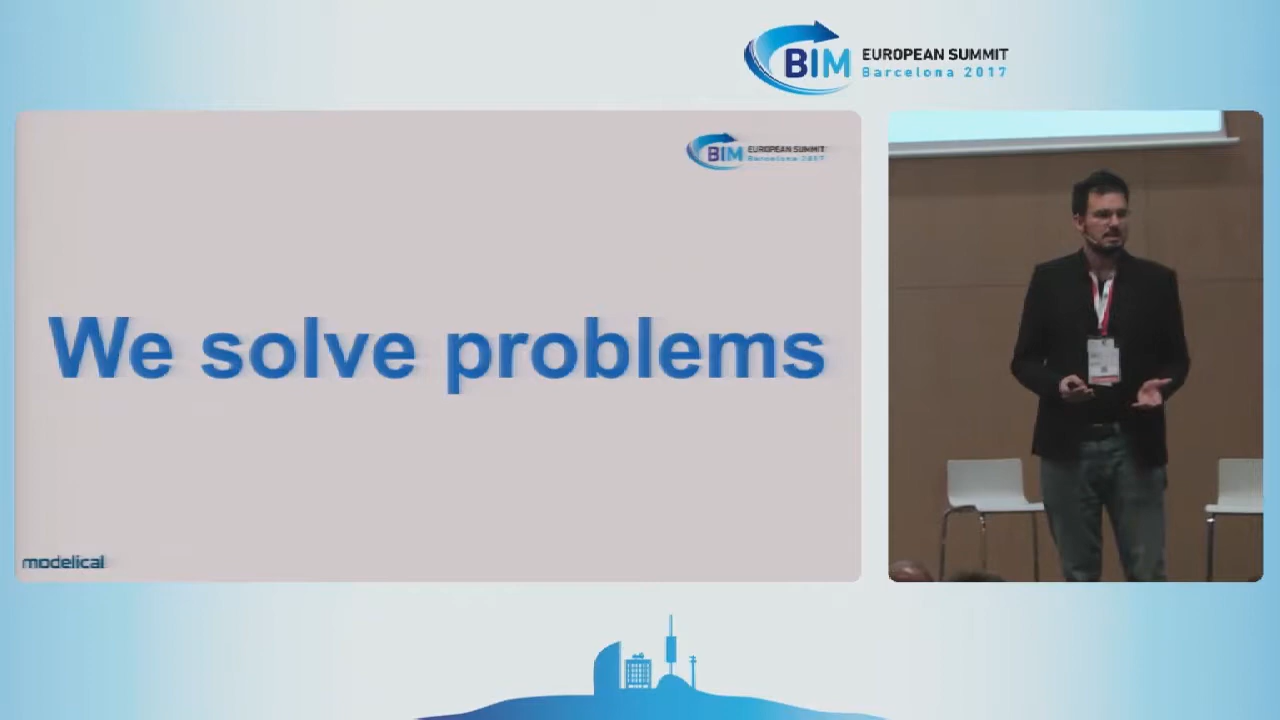 BIM EUROPEAN SUMMIT
Barcelona 2017
BIM EUROPEAN SUMMIT
Barcelona 2017
We solve problems
modelical